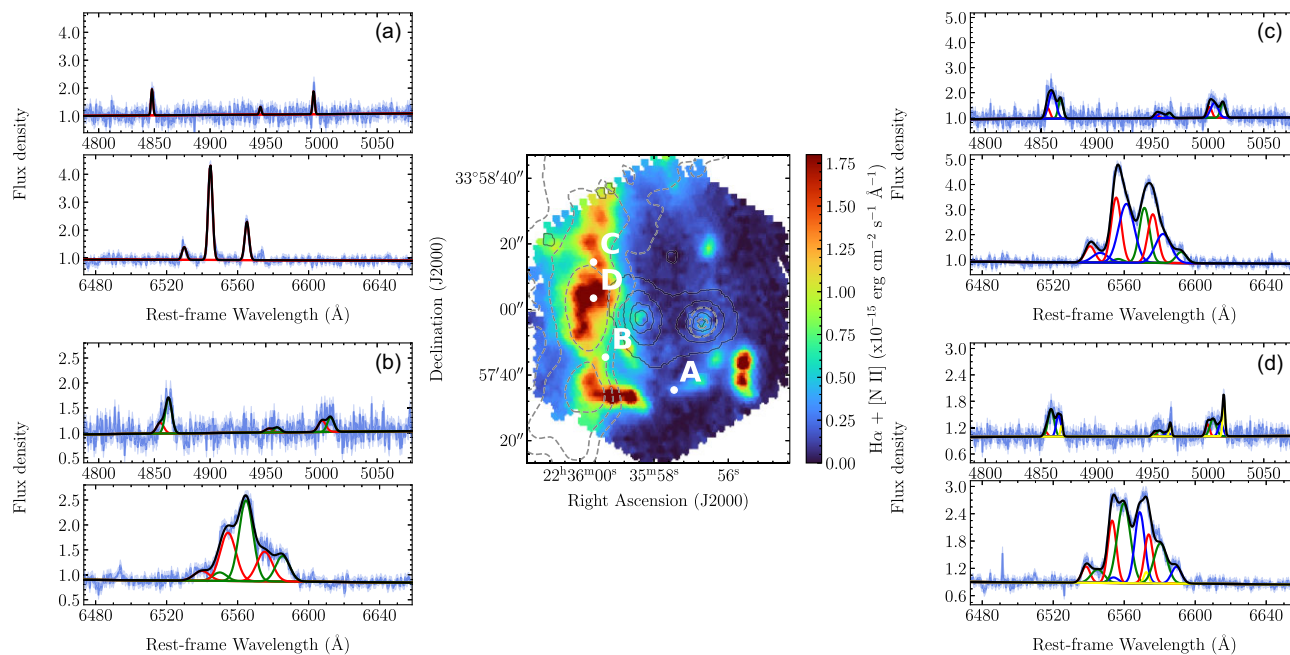 (a)
4.0
3.0
2.0
1.0
4800 4850 4900 4950 5000 5050
Flux density
4.0
3.0
2.0
1.0
6480 6520 6560 6600 6640
Rest-frame Wavelength (Å)
(b)
2.5
2.0
1.5
1.0
0.5
4800 4850 4900 4950 5000 5050
Flux density
2.5
2.0
1.5
1.0
0.5
6480 6520 6560 6600 6640
Rest-frame Wavelength (Å)
33°58′40″
20″
00″
57′40″
20″
Declination (J2000)
C
D
B
A
22ʰ36ᵐ00ˢ 35ᵐ58ˢ 56ˢ
Right Ascension (J2000)
1.75
1.50
1.25
1.00
0.75
0.50
0.25
0.00
Hα + [N II] (x10⁻¹⁵ erg cm⁻² s⁻¹ Å⁻¹)
(c)
5.0
4.0
3.0
2.0
1.0
4800 4850 4900 4950 5000 5050
Flux density
5.0
4.0
3.0
2.0
1.0
6480 6520 6560 6600 6640
Rest-frame Wavelength (Å)
(d)
3.0
2.4
1.8
1.2
0.6
4800 4850 4900 4950 5000 5050
Flux density
3.0
2.4
1.8
1.2
0.6
6480 6520 6560 6600 6640
Rest-frame Wavelength (Å)